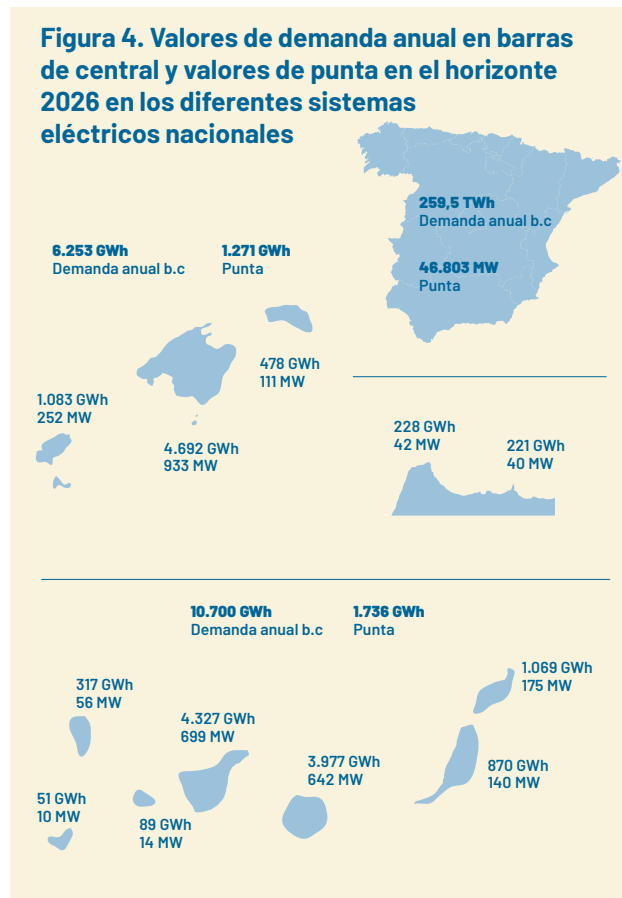 Figura 4. Valores de demanda anual en barras
de central y valores de punta en el horizonte
2026 en los diferentes sistemas
eléctricos nacionales
259,5 TWh
Demanda anual b.c
46.803 MW
Punta
6.253 GWh
Demanda anual b.c
1.271 GWh
Punta
478 GWh
111 MW
1.083 GWh
252 MW
4.692 GWh
933 MW
228 GWh
42 MW
221 GWh
40 MW
10.700 GWh
Demanda anual b.c
1.736 GWh
Punta
1.069 GWh
175 MW
317 GWh
56 MW
4.327 GWh
699 MW
3.977 GWh
642 MW
870 GWh
140 MW
51 GWh
10 MW
89 GWh
14 MW